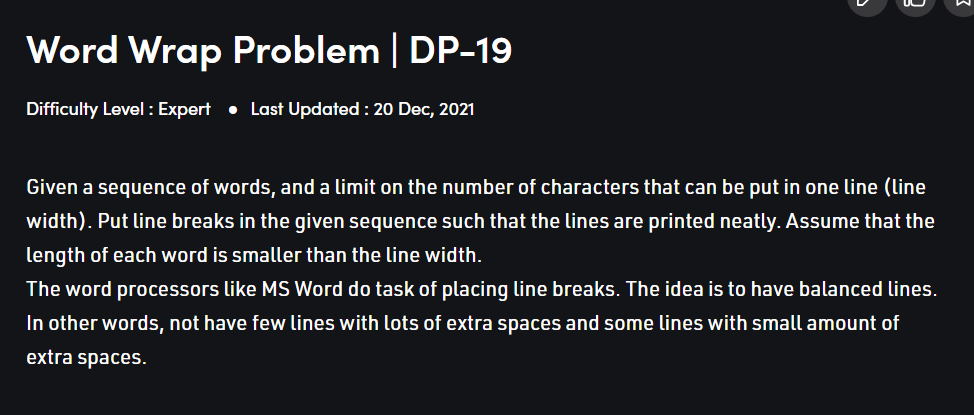 Word Wrap Problem | DP-19
Difficulty Level : Expert ● Last Updated : 20 Dec, 2021
Given a sequence of words, and a limit on the number of characters that can be put in one line (line
width). Put line breaks in the given sequence such that the lines are printed neatly. Assume that the
length of each word is smaller than the line width.
The word processors like MS Word do task of placing line breaks. The idea is to have balanced lines.
In other words, not have few lines with lots of extra spaces and some lines with small amount of
extra spaces.